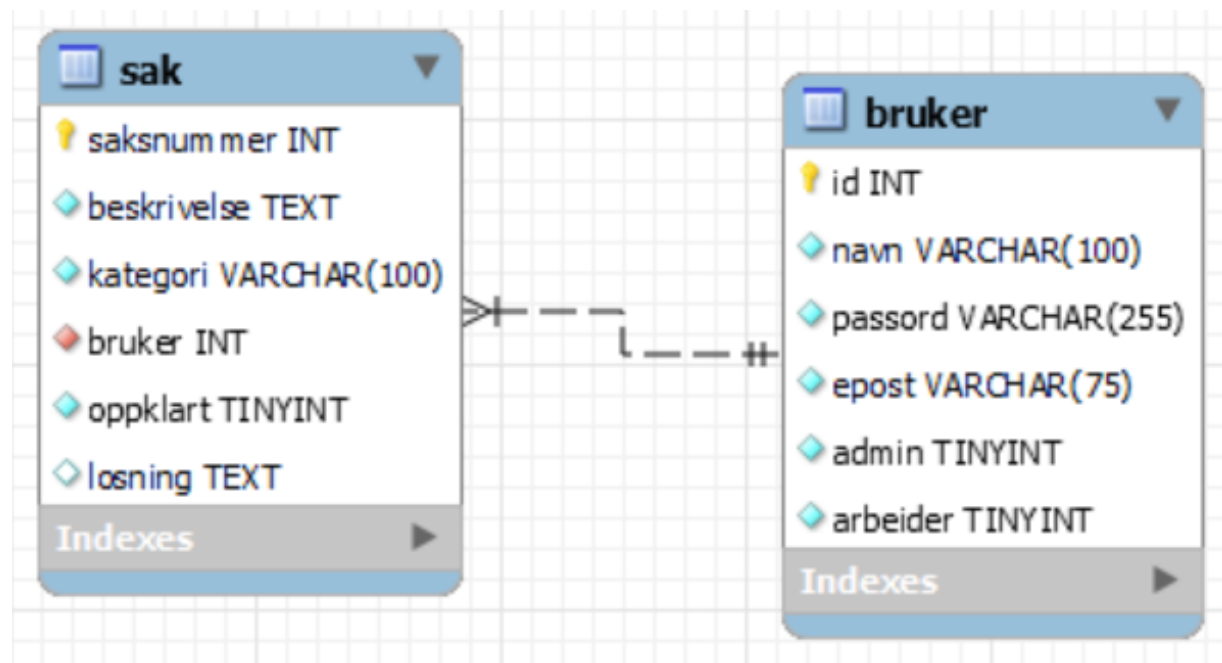 sak
saksnummer INT
beskrivelse TEXT
kategori VARCHAR(100)
bruker INT
oppklart TINYINT
losning TEXT
Indexes
bruker
id INT
navn VARCHAR(100)
passord VARCHAR(255)
epost VARCHAR(75)
admin TINYINT
arbeider TINYINT
Indexes